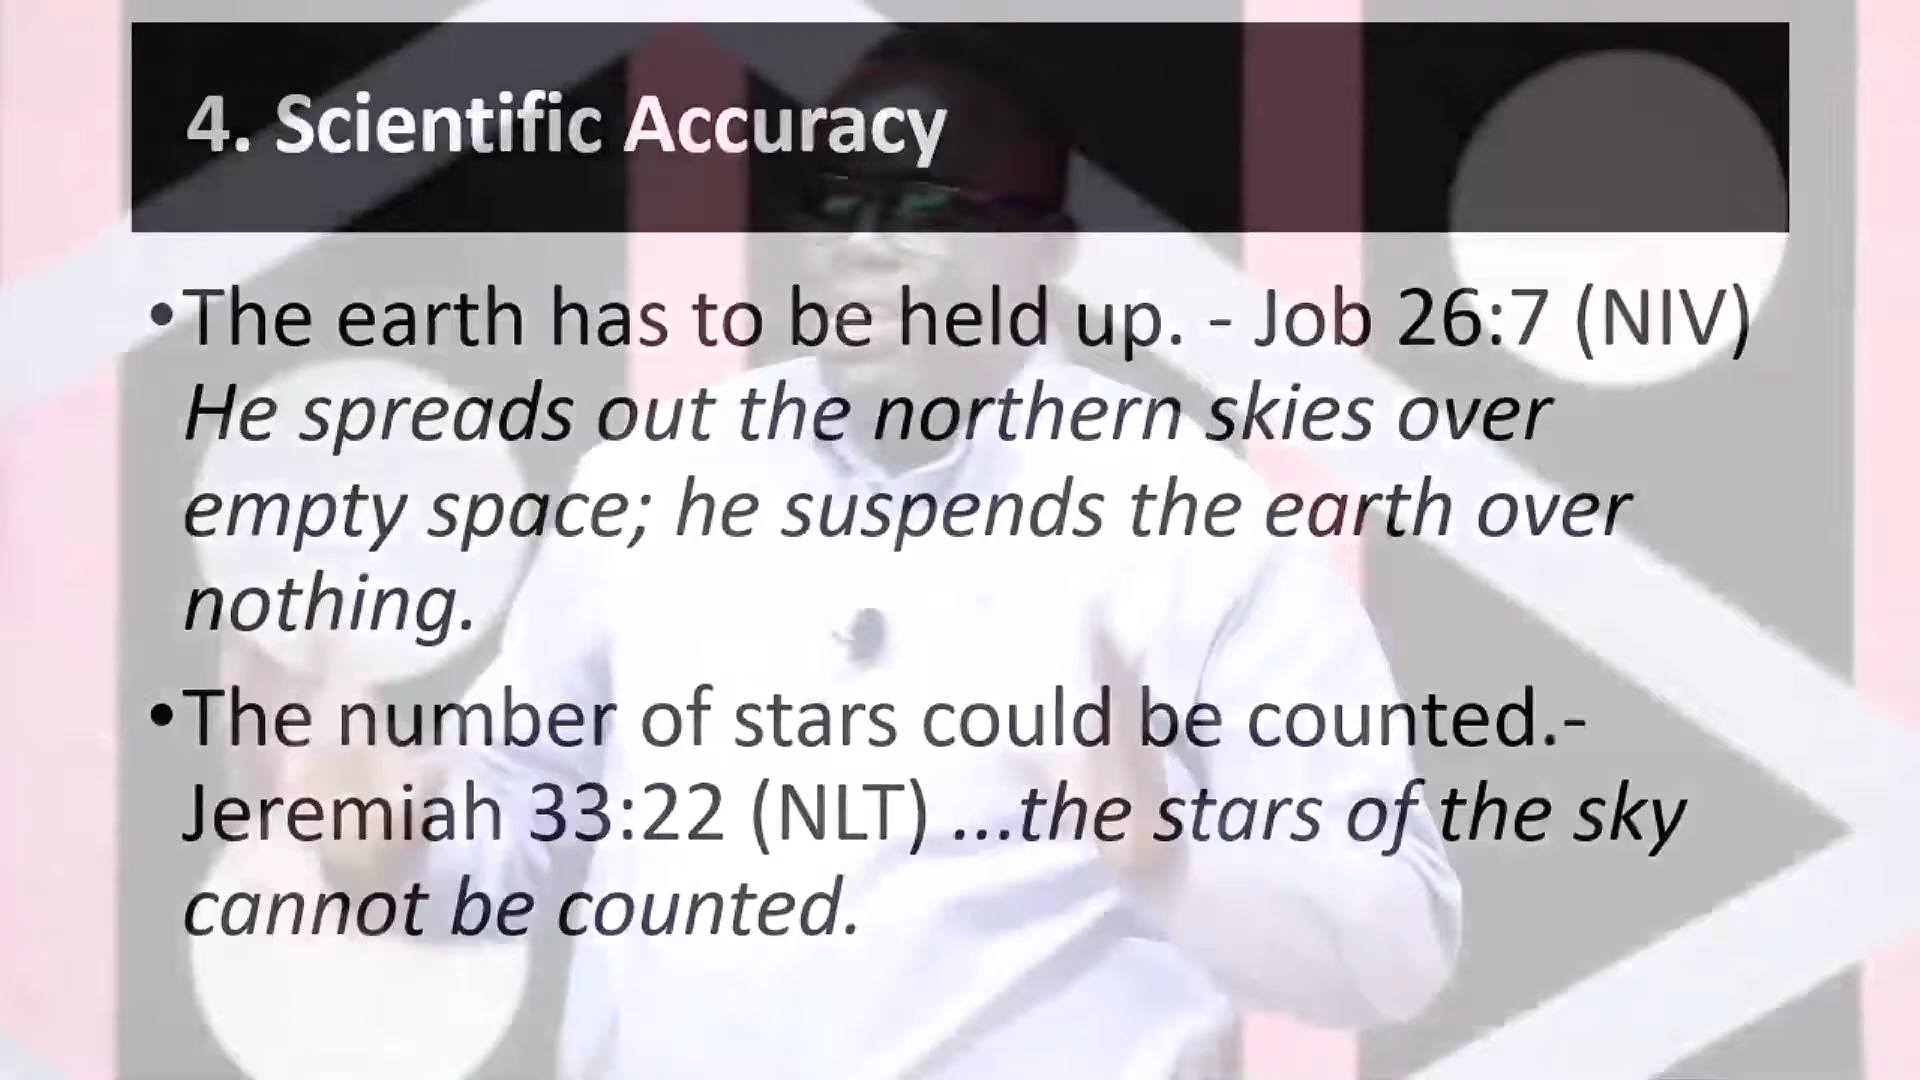 4. Scientific Accuracy
•The earth has to be held up. - Job 26:7 (NIV)
He spreads out the northern skies over
empty space; he suspends the earth over
nothing.
•The number of stars could be counted.-
Jeremiah 33:22 (NLT) ...the stars of the sky
cannot be counted.